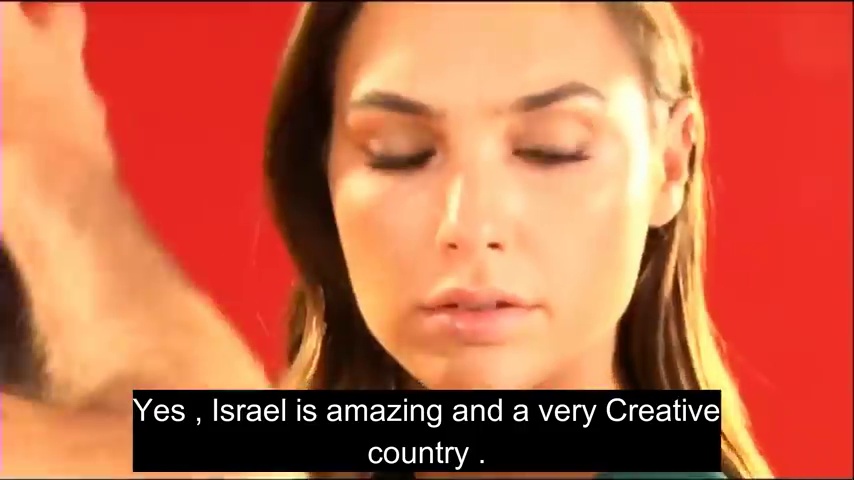 Yes , Israel is amazing and a very Creative
country .